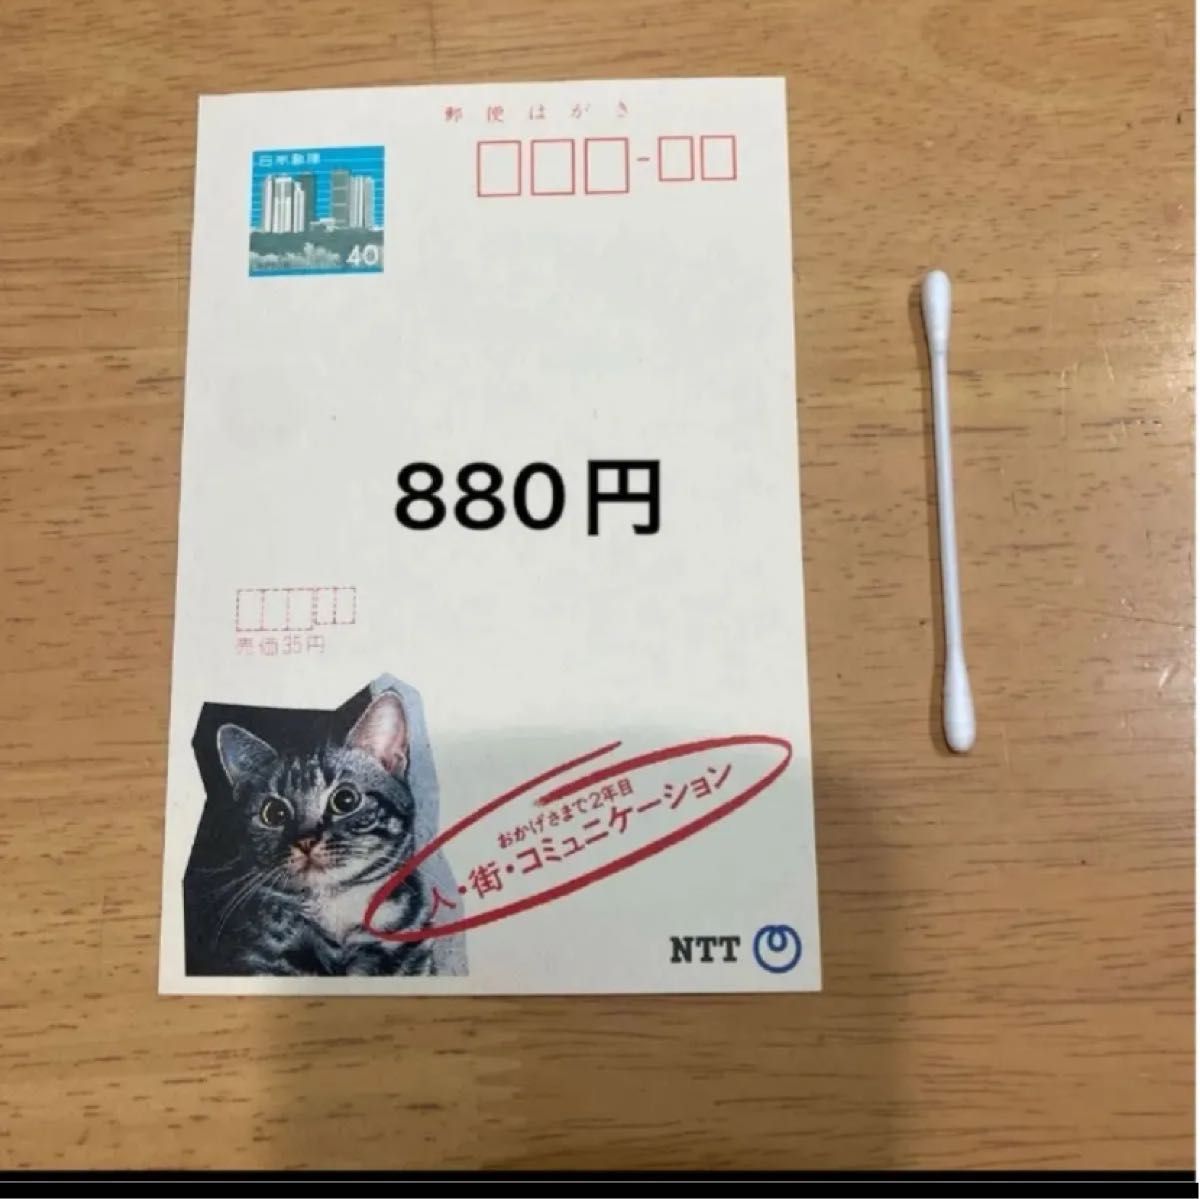 郵便はがき
日本郵便
40
880円
売価35円
おかげさまで2年目
人・街・コミュニケーション
NTT